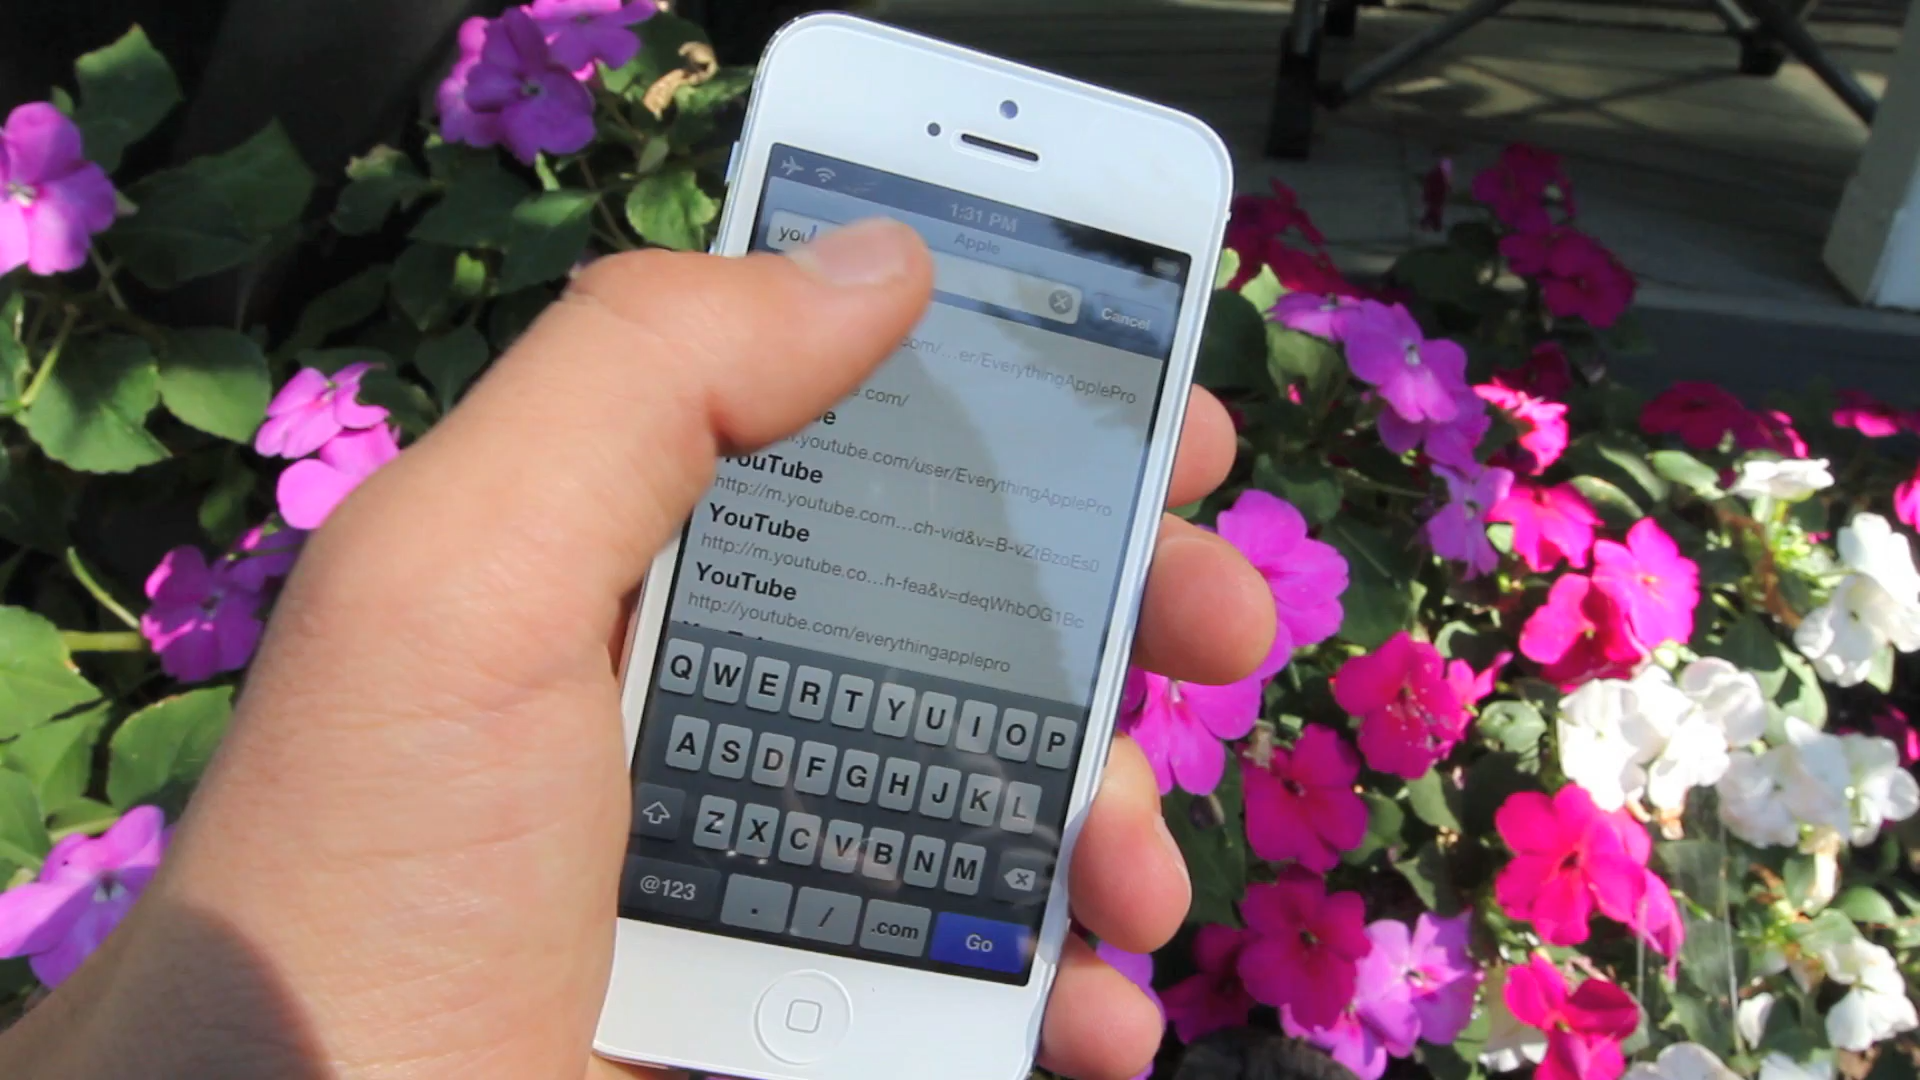 1:31 PM
Apple
you
Cancel
com/...er/EverythingApplePro
e.com/
be
m.youtube.com/user/EverythingApplePro
YouTube
http://m.youtube.com...ch-vid&v=B-vZtBzoEs0
YouTube
http://m.youtube.co...h-fea&v=deqWhbOG1Bc
YouTube
http://youtube.com/everythingapplepro
Q W E R T Y U I O P
A S D F G H J K L
Z X C V B N M
@123 . / .com Go